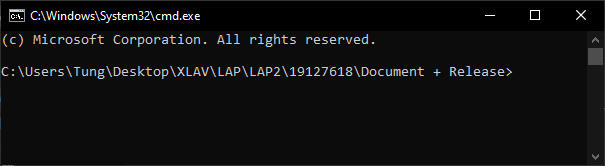 C:\Windows\System32\cmd.exe
(c) Microsoft Corporation. All rights reserved.
C:\Users\Tung\Desktop\XLAV\LAP\LAP2\19127618\Document + Release>